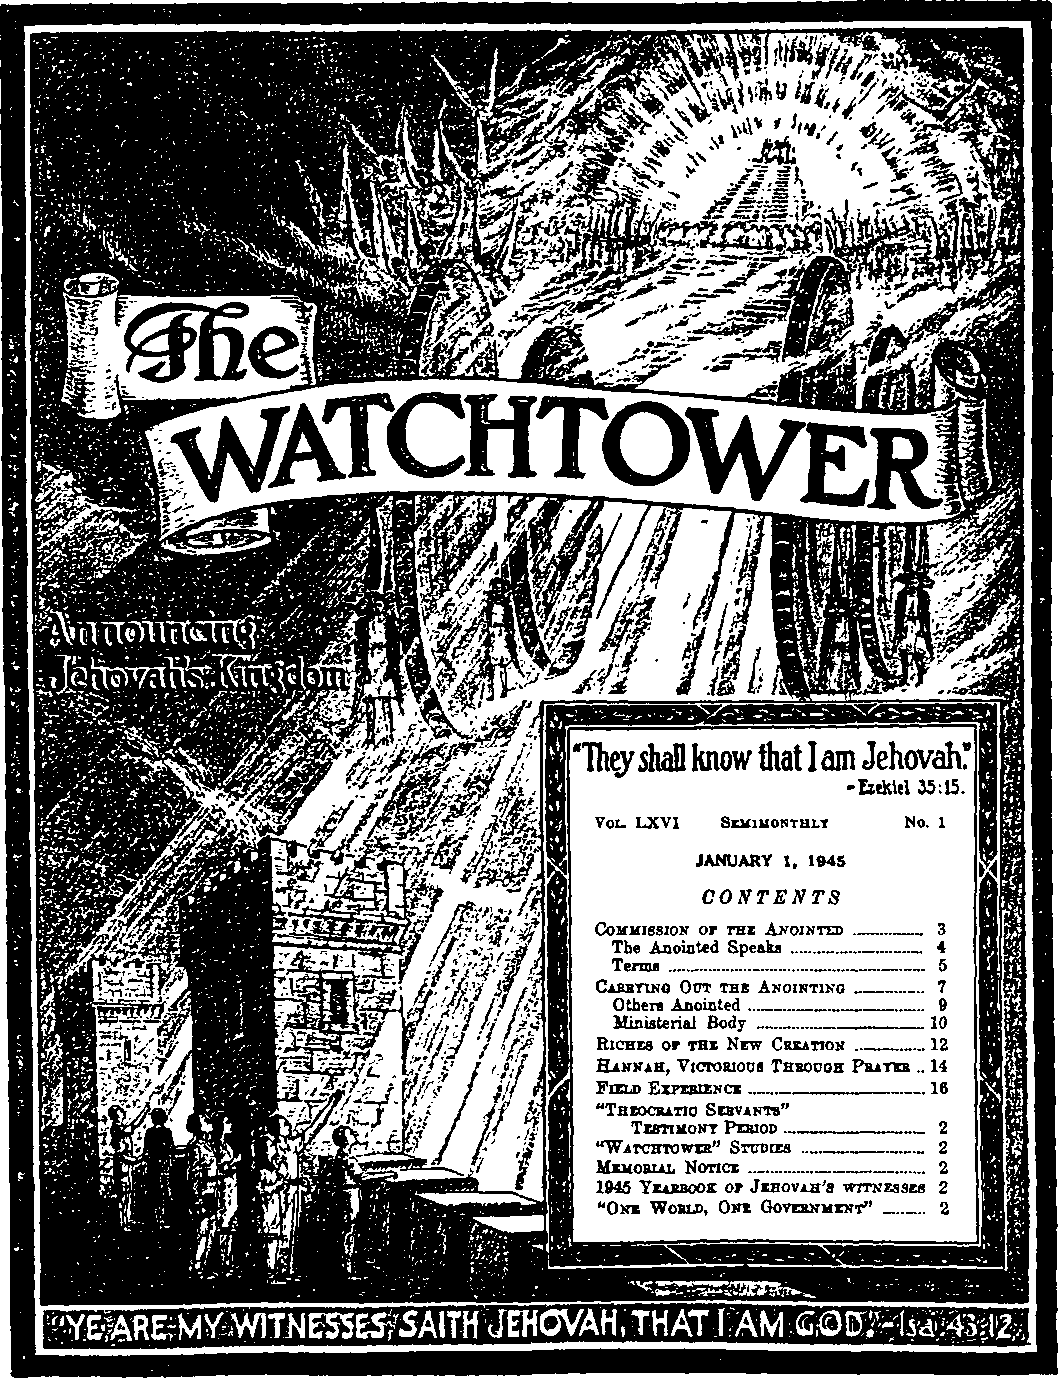 The
WATCHTOWER
Announcing
Jehovah's Kingdom
"They shall know that I am Jehovah."
-Ezekiel 35:15.
VOL. LXVI SEMIMONTHLY No. 1
JANUARY 1, 1945
CONTENTS
COMMISSION OF THE ANOINTED 3
The Anointed Speaks 4
Terms 5
CARRYING OUT THE ANOINTING 7
Others Anointed 9
Ministerial Body 10
RICHES OF THE NEW CREATION 12
HANNAH, VICTORIOUS THROUGH PRAYER 14
FIELD EXPERIENCE 16
"THEOCRATIC SERVANTS"
TESTIMONY PERIOD 2
"WATCHTOWER" STUDIES 2
MEMORIAL NOTICE 2
1945 YEARBOOK OF JEHOVAH'S WITNESSES 2
"ONE WORLD, ONE GOVERNMENT" 2
"YE ARE MY WITNESSES, SAITH JEHOVAH, THAT I AM GOD."-Isa. 43:12.